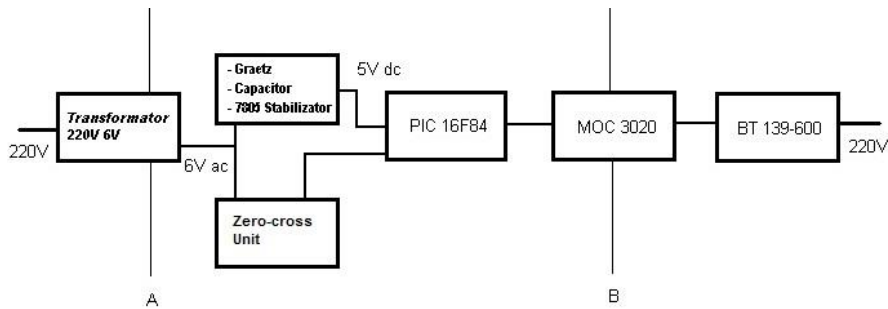 220V
Transformator
220V 6V
6V ac
- Graetz
- Capacitor
- 7805 Stabilizator
5V dc
Zero-cross
Unit
PIC 16F84
MOC 3020
BT 139-600
220V
A
B